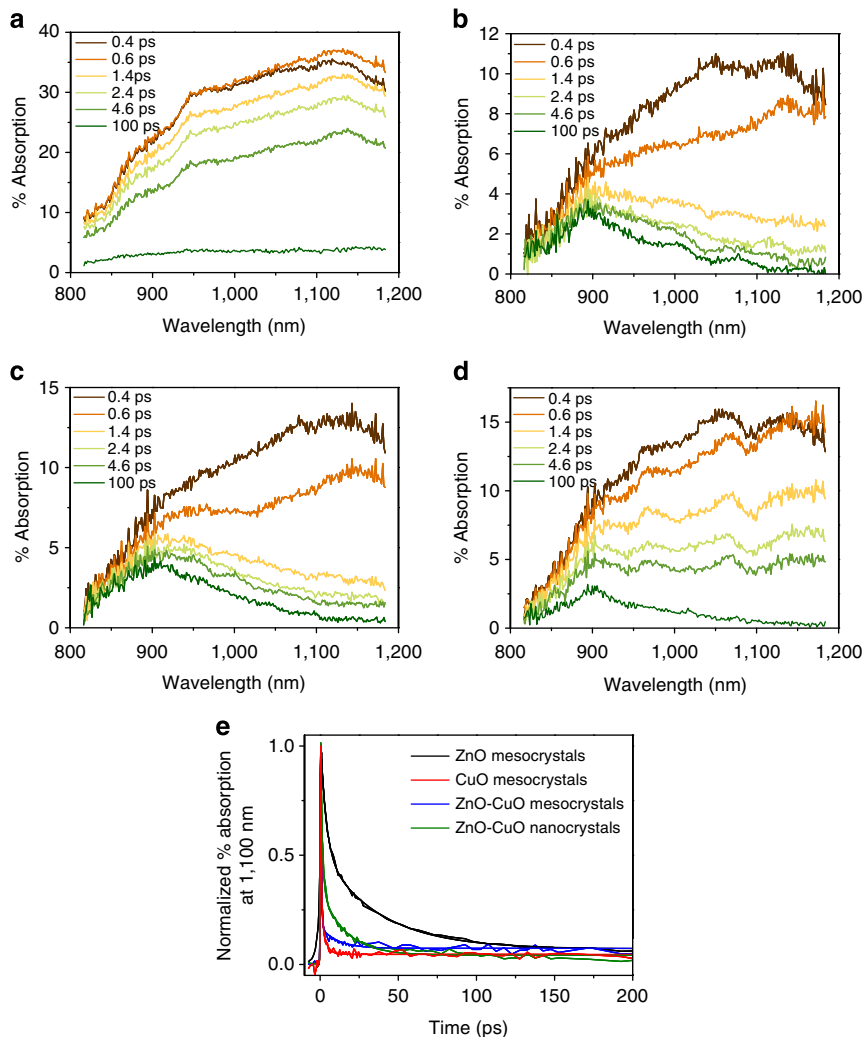 a
40
35
30
25
20
15
10
5
0
% Absorption
0.4 ps
0.6 ps
1.4ps
2.4 ps
4.6 ps
100 ps
800 900 1,000 1,100 1,200
Wavelength (nm)
b
12
10
8
6
4
2
0
% Absorption
0.4 ps
0.6 ps
1.4 ps
2.4 ps
4.6 ps
100 ps
800 900 1,000 1,100 1,200
Wavelength (nm)
c
15
10
5
0
% Absorption
0.4 ps
0.6 ps
1.4 ps
2.4 ps
4.6 ps
100 ps
800 900 1,000 1,100 1,200
Wavelength (nm)
d
15
10
5
0
% Absorption
0.4 ps
0.6 ps
1.4 ps
2.4 ps
4.6 ps
100 ps
800 900 1,000 1,100 1,200
Wavelength (nm)
e
1.0
0.5
0.0
Normalized % absorption
at 1,100 nm
ZnO mesocrystals
CuO mesocrystals
ZnO-CuO mesocrystals
ZnO-CuO nanocrystals
0 50 100 150 200
Time (ps)